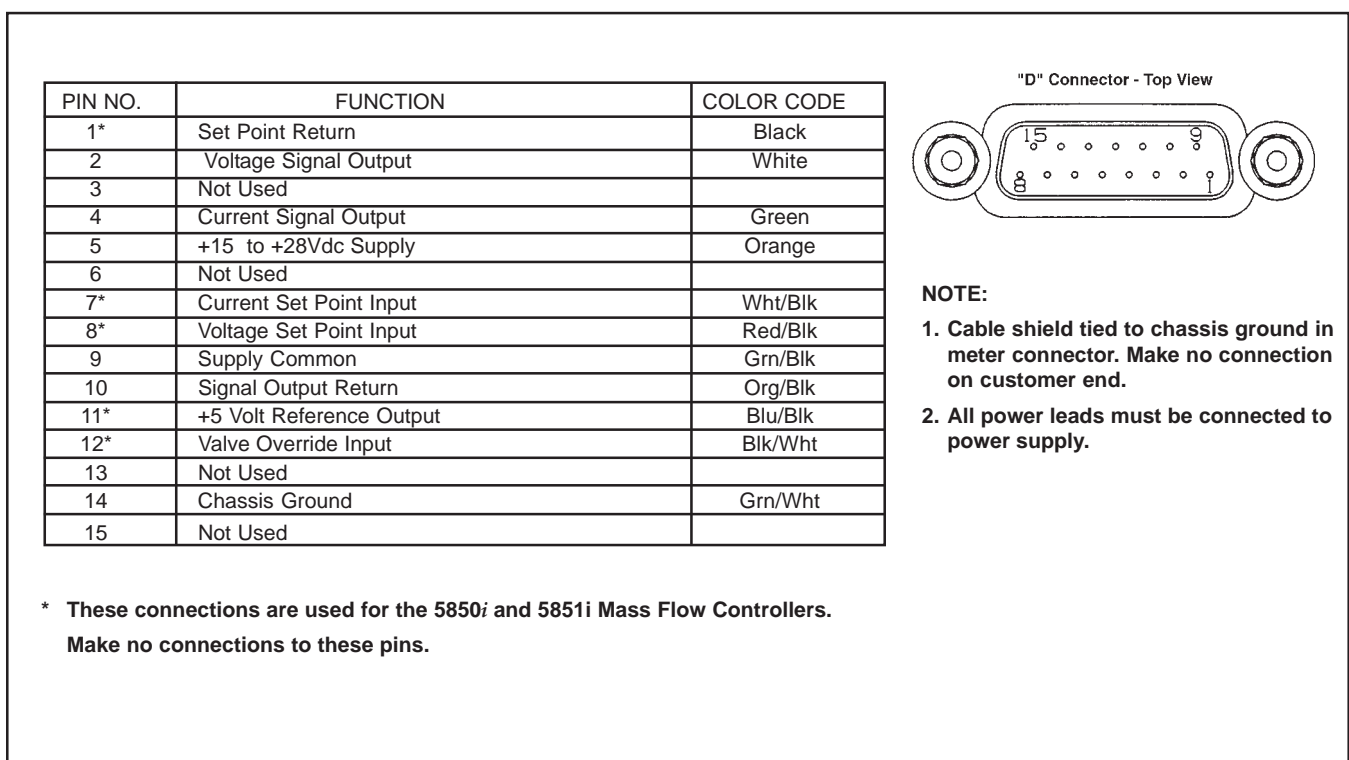 PIN NO. FUNCTION COLOR CODE
1* Set Point Return Black
2 Voltage Signal Output White
3 Not Used
4 Current Signal Output Green
5 +15 to +28Vdc Supply Orange
6 Not Used
7* Current Set Point Input Wht/Blk
8* Voltage Set Point Input Red/Blk
9 Supply Common Grn/Blk
10 Signal Output Return Org/Blk
11* +5 Volt Reference Output Blu/Blk
12* Valve Override Input Blk/Wht
13 Not Used
14 Chassis Ground Grn/Wht
15 Not Used
* These connections are used for the 5850i and 5851i Mass Flow Controllers.
Make no connections to these pins.
"D" Connector - Top View
15 9
8 1
NOTE:
1. Cable shield tied to chassis ground in
meter connector. Make no connection
on customer end.
2. All power leads must be connected to
power supply.